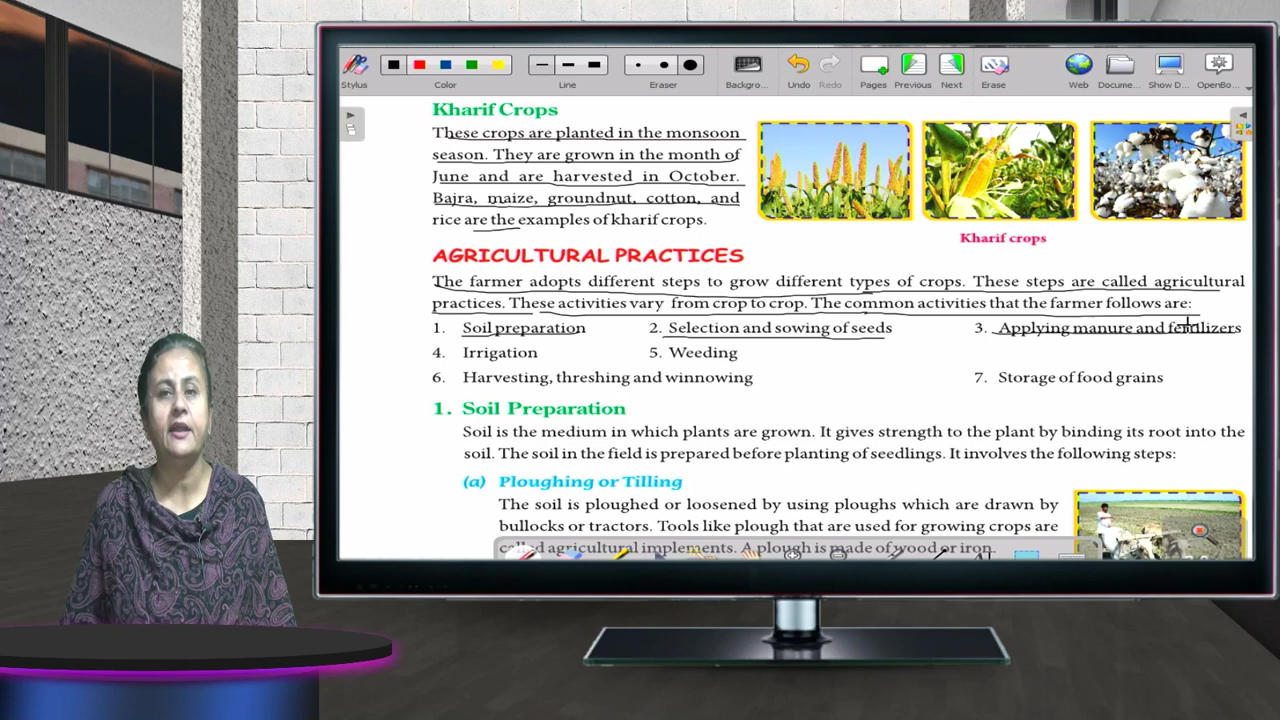 Stylus Color Line Eraser Backgro... Undo Redo Pages Previous Next Erase Web Docume... Show D... OpenBo...
Kharif Crops
These crops are planted in the monsoon
season. They are grown in the month of
June and are harvested in October.
Bajra, maize, groundnut, cotton, and
rice are the examples of kharif crops.
Kharif crops
AGRICULTURAL PRACTICES
The farmer adopts different steps to grow different types of crops. These steps are called agricultural
practices. These activities vary from crop to crop. The common activities that the farmer follows are:
1. Soil preparation 2. Selection and sowing of seeds 3. Applying manure and fertilizers
4. Irrigation 5. Weeding
6. Harvesting, threshing and winnowing 7. Storage of food grains
1. Soil Preparation
Soil is the medium in which plants are grown. It gives strength to the plant by binding its root into the
soil. The soil in the field is prepared before planting of seedlings. It involves the following steps:
(a) Ploughing or Tilling
The soil is ploughed or loosened by using ploughs which are drawn by
bullocks or tractors. Tools like plough that are used for growing crops are
called agricultural implements. A plough is made of wood or iron.